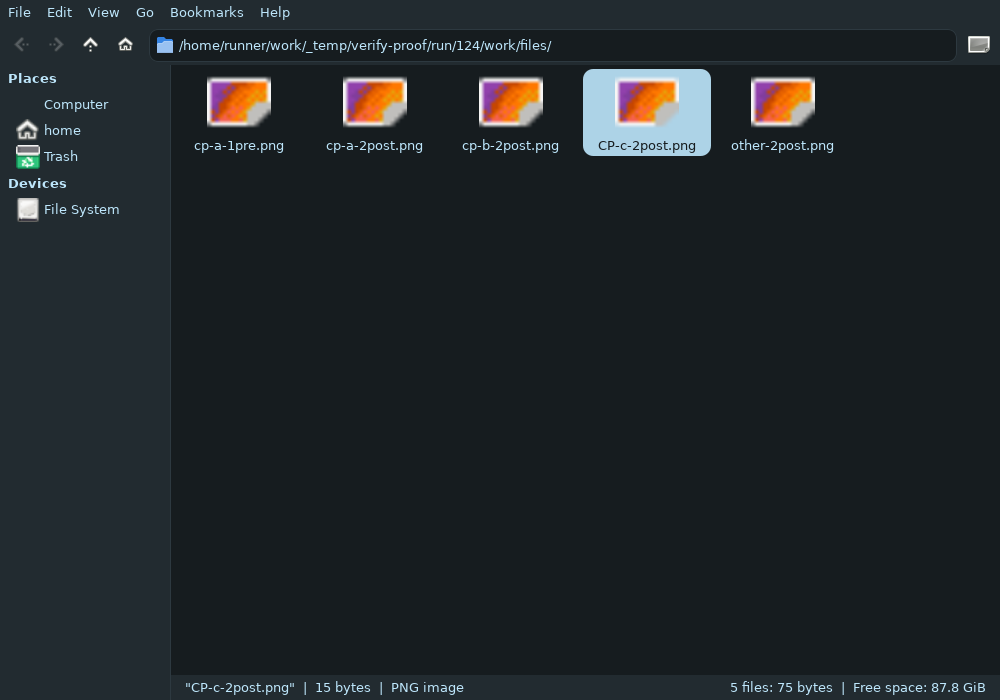 File Edit View Go Bookmarks Help
/home/runner/work/_temp/verify-proof/run/124/work/files/
Places
Computer
home
Trash
Devices
File System
cp-a-1pre.png
cp-a-2post.png
cp-b-2post.png
CP-c-2post.png
other-2post.png
"CP-c-2post.png" | 15 bytes | PNG image
5 files: 75 bytes | Free space: 87.8 GiB